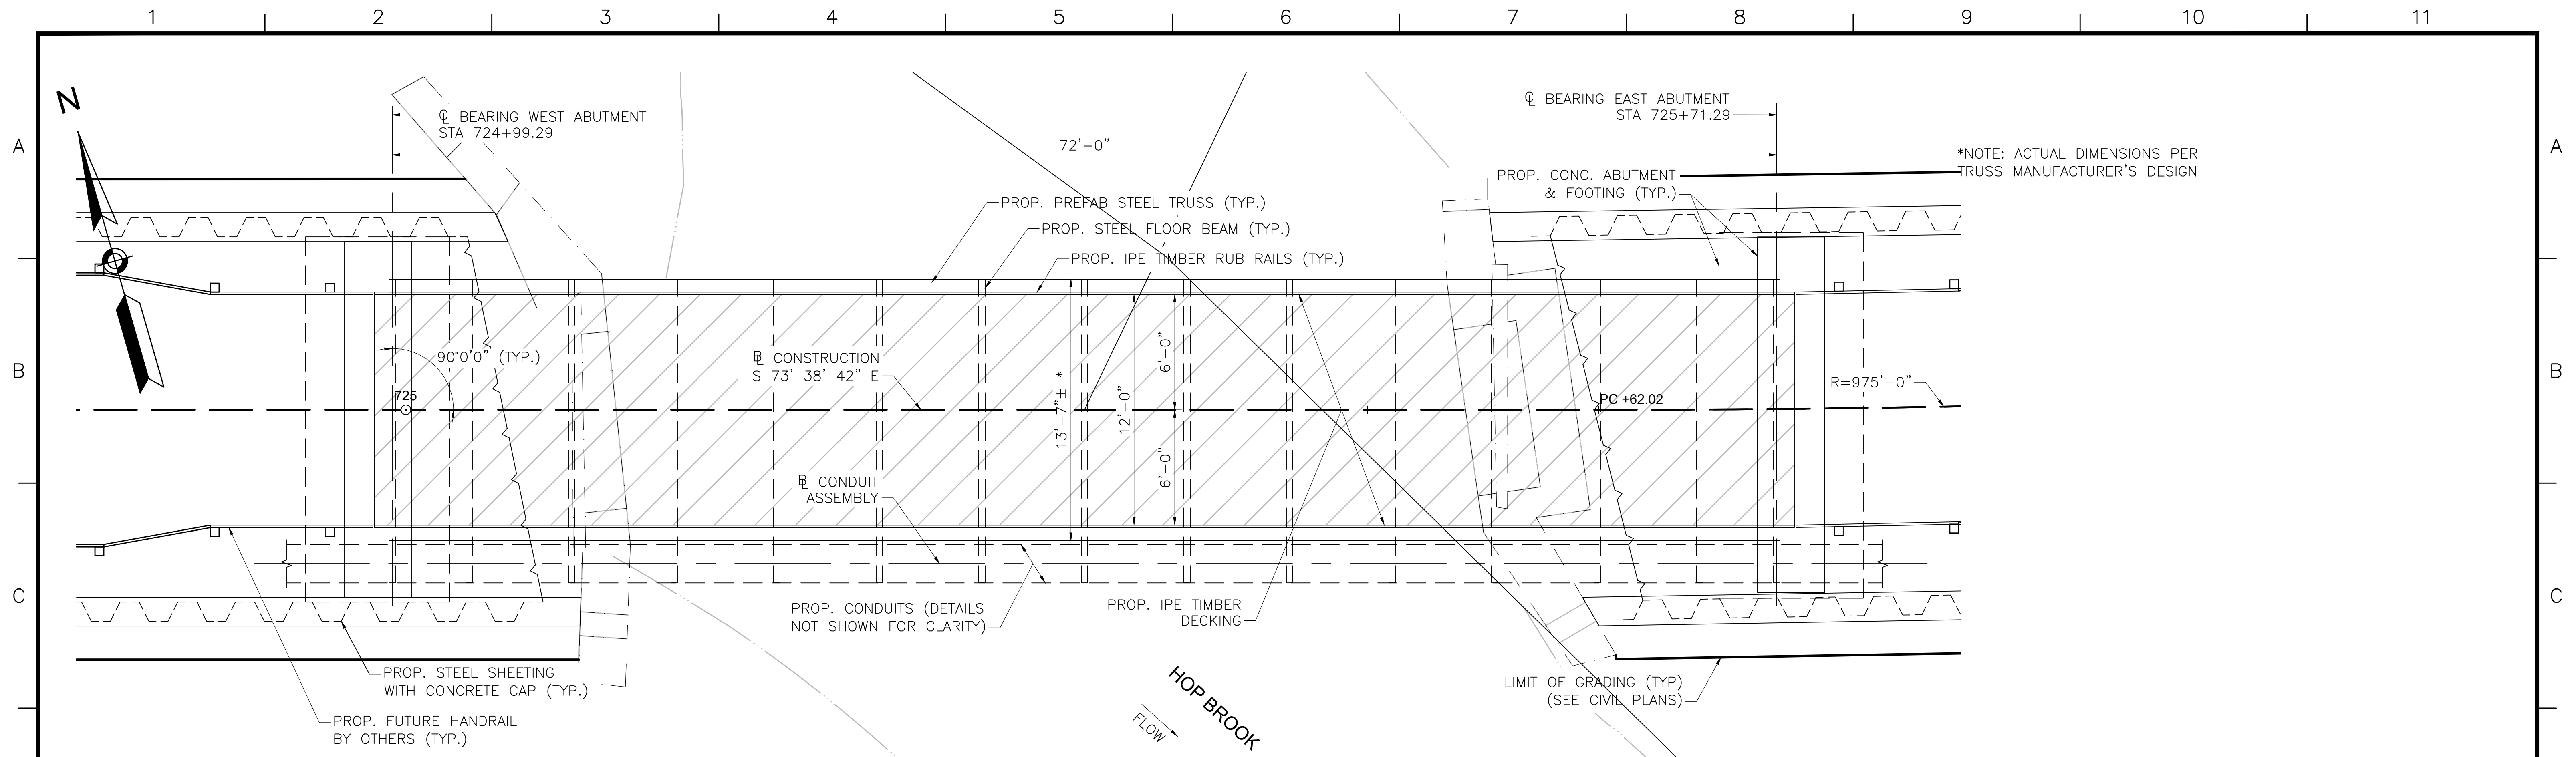 1 2 3 4 5 6 7 8 9 10 11
N
℄ BEARING WEST ABUTMENT
STA 724+99.29
℄ BEARING EAST ABUTMENT
STA 725+71.29
72'-0"
A
A
*NOTE: ACTUAL DIMENSIONS PER
TRUSS MANUFACTURER'S DESIGN
PROP. CONC. ABUTMENT
& FOOTING (TYP.)
PROP. PREFAB STEEL TRUSS (TYP.)
PROP. STEEL FLOOR BEAM (TYP.)
PROP. IPE TIMBER RUB RAILS (TYP.)
90°0'0" (TYP.)
B
B
BL CONSTRUCTION
S 73' 38' 42" E
13'-7"± *
12'-0"
6'-0"
6'-0"
R=975'-0"
725
PC +62.02
BL CONDUIT
ASSEMBLY
C
C
PROP. CONDUITS (DETAILS
NOT SHOWN FOR CLARITY)
PROP. IPE TIMBER
DECKING
PROP. STEEL SHEETING
WITH CONCRETE CAP (TYP.)
HOP BROOK
FLOW
LIMIT OF GRADING (TYP)
(SEE CIVIL PLANS)
PROP. FUTURE HANDRAIL
BY OTHERS (TYP.)